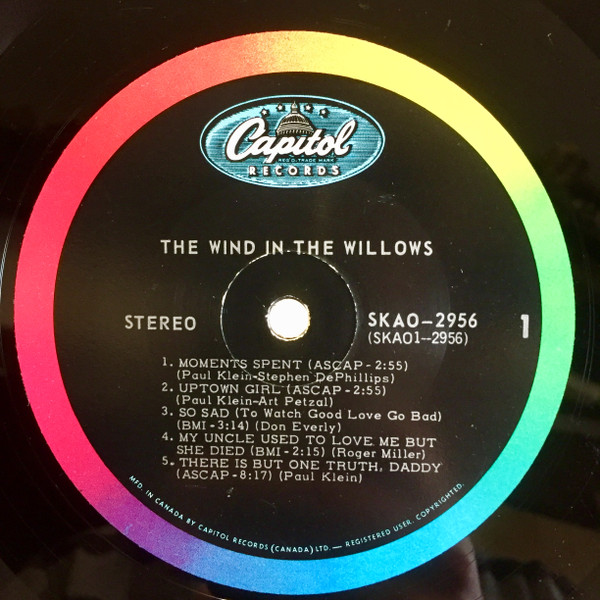 Capitol
REG'D. TRADE MARK
RECORDS
THE WIND IN THE WILLOWS
STEREO
SKAO-2956
(SKAO1--2956)
1
1. MOMENTS SPENT (ASCAP - 2:55)
(Paul Klein-Stephen DePhillips)
2. UPTOWN GIRL (ASCAP - 2:55)
(Paul Klein-Art Petzal)
3. SO SAD (To Watch Good Love Go Bad)
(BMI - 3:14) (Don Everly)
4. MY UNCLE USED TO LOVE ME BUT
SHE DIED (BMI - 2:15) (Roger Miller)
5. THERE IS BUT ONE TRUTH, DADDY
(ASCAP - 8:17) (Paul Klein)
MFD. IN CANADA BY CAPITOL RECORDS (CANADA) LTD. — REGISTERED USER. COPYRIGHTED.